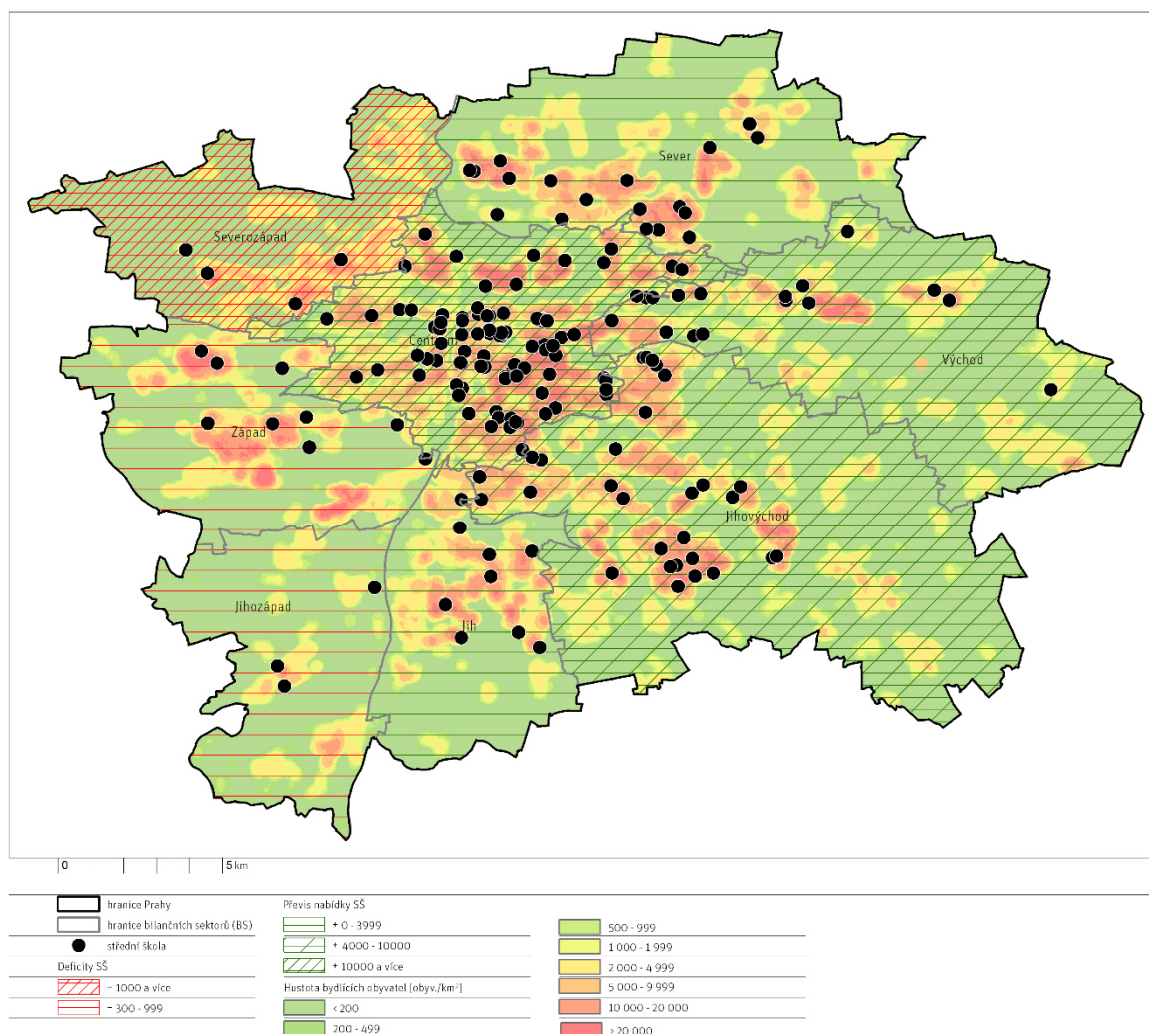 Sever
Severozápad
Centrum
Východ
Západ
Jihovýchod
Jihozápad
Jih
0 5 km
hranice Prahy
hranice bilančních sektorů (BS)
střední škola
Deficity SŠ
- 1000 a více
- 300 - 999
Převis nabídky SŠ
+ 0 - 3999
+ 4000 - 10000
+ 10000 a více
Hustota bydlících obyvatel [obyv./km²]
< 200
200 - 499
500 - 999
1 000 - 1 999
2 000 - 4 999
5 000 - 9 999
10 000 - 20 000
> 20 000